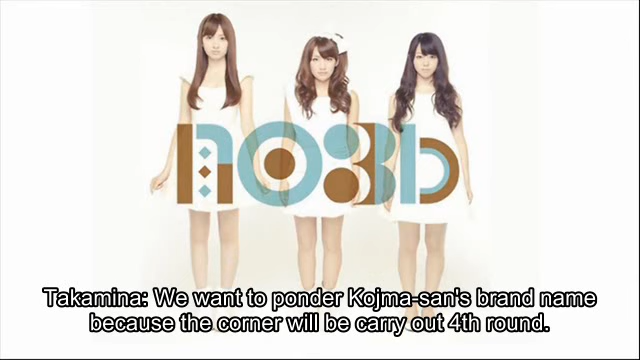 no3b
Takamina: We want to ponder Kojma-san's brand name
because the corner will be carry out 4th round.